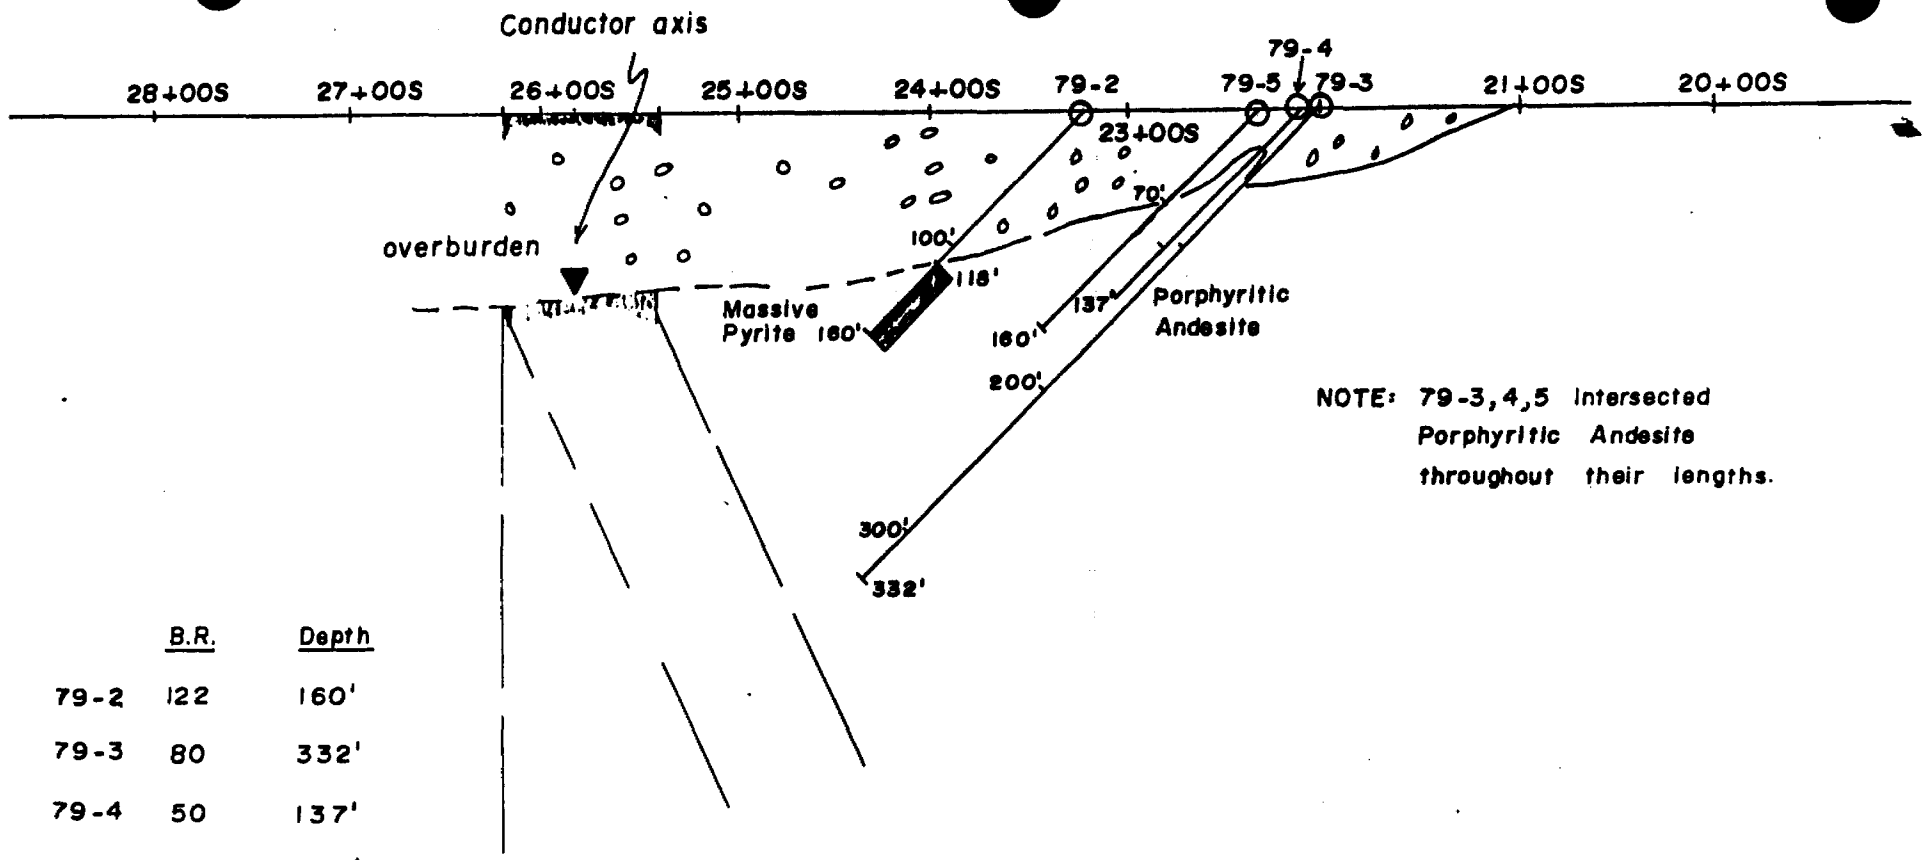 Conductor axis
79-4
28+00S 27+00S 26+00S 25+00S 24+00S 79-2 79-5 79-3 21+00S 20+00S
23+00S
70'
overburden
100'
118'
Massive
Pyrite 160'
137'
Porphyritic
Andesite
160'
200'
NOTE: 79-3,4,5 Intersected
Porphyritic Andesite
throughout their lengths.
300'
332'
B.R. Depth
79-2 122 160'
79-3 80 332'
79-4 50 137'